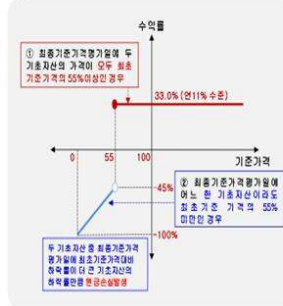 수익률
① 최종기준가격평가일에 두
기초자산의 가격이 모두 최초
기준가격의 55%이상인 경우
33.0% (연11% 수준)
0 55 100
기준가격
-45%
② 최종기준가격평가일에
어느 한 기초자산이라도
최초기준 가격의 55%
미만인 경우
-100%
두 기초자산 중 최종기준가격
평가일에 최초기준가격대비
하락률이 더 큰 기초자산의
하락률만큼 원금손실발생